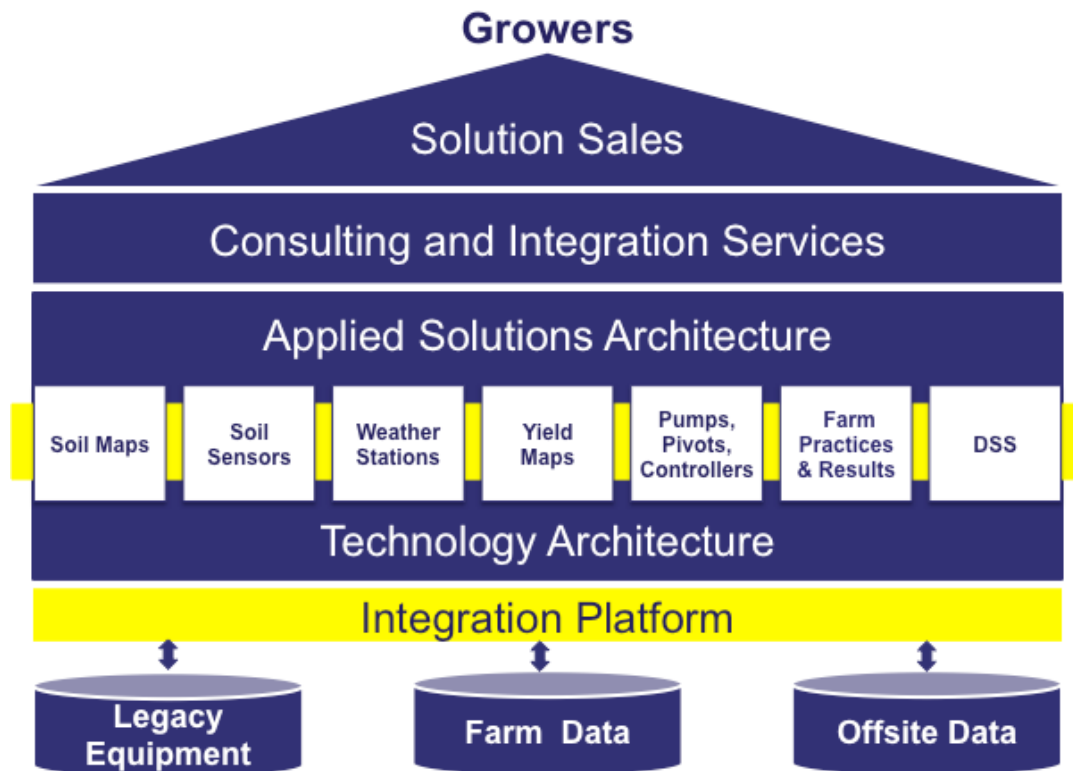 Growers
Solution Sales
Consulting and Integration Services
Applied Solutions Architecture
Soil Maps
Soil
Sensors
Weather
Stations
Yield
Maps
Pumps,
Pivots,
Controllers
Farm
Practices
& Results
DSS
Technology Architecture
Integration Platform
Legacy
Equipment
Farm Data
Offsite Data